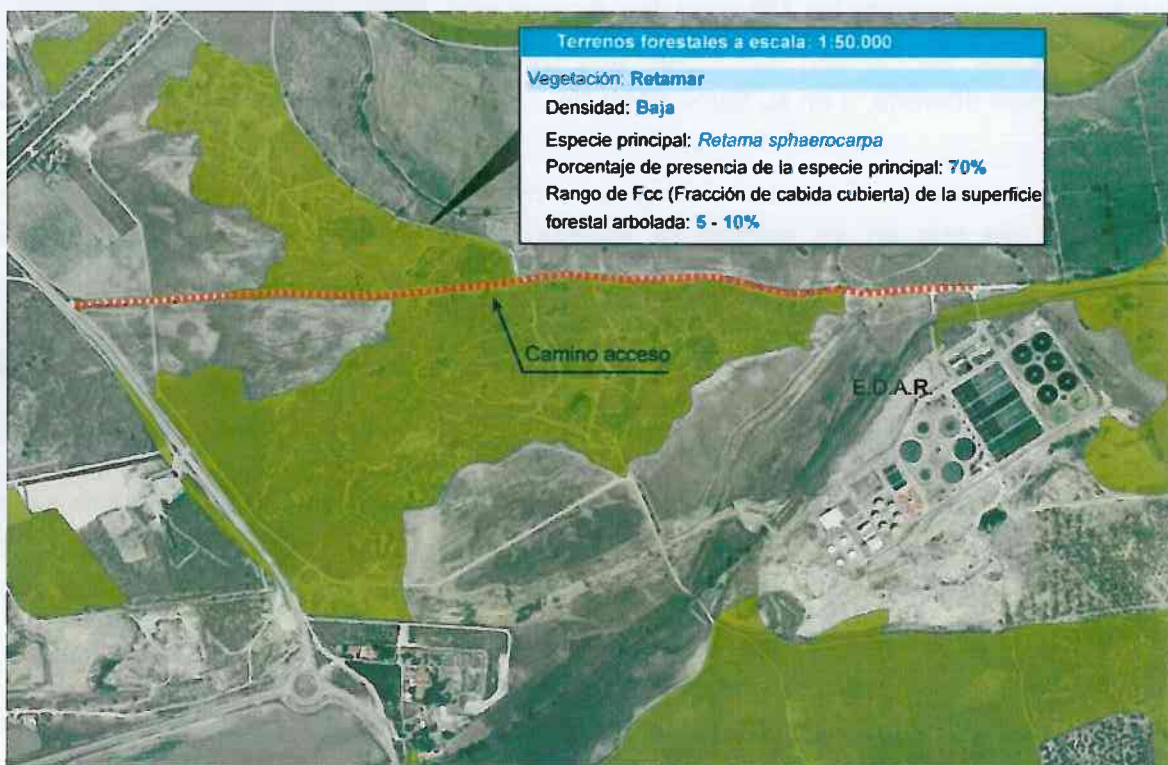 Terrenos forestales a escala: 1:50.000
Vegetación: Retamar
Densidad: Baja
Especie principal: Retama sphaerocarpa
Porcentaje de presencia de la especie principal: 70%
Rango de Fcc (Fracción de cabida cubierta) de la superficie
forestal arbolada: 5 - 10%
Camino acceso
E.D.A.R.